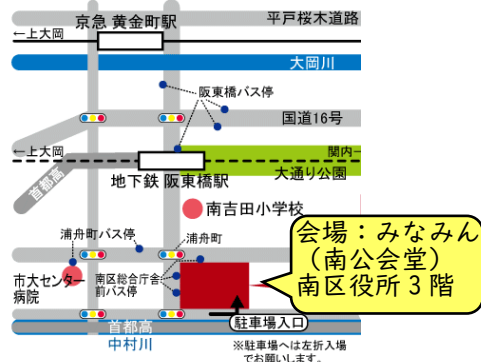 京急 黄金町駅
平戸桜木道路
←上大岡
大岡川
阪東橋バス停
国道16号
←上大岡
関内
首都高
地下鉄 阪東橋駅
大通り公園
南吉田小学校
浦舟町バス停
浦舟町
会場：みなみん
（南公会堂）
南区役所３階
市大センター
病院
南区総合庁舎
前バス停
首都高
中村川
駐車場入口
※駐車場へは左折入場
でお願いします。